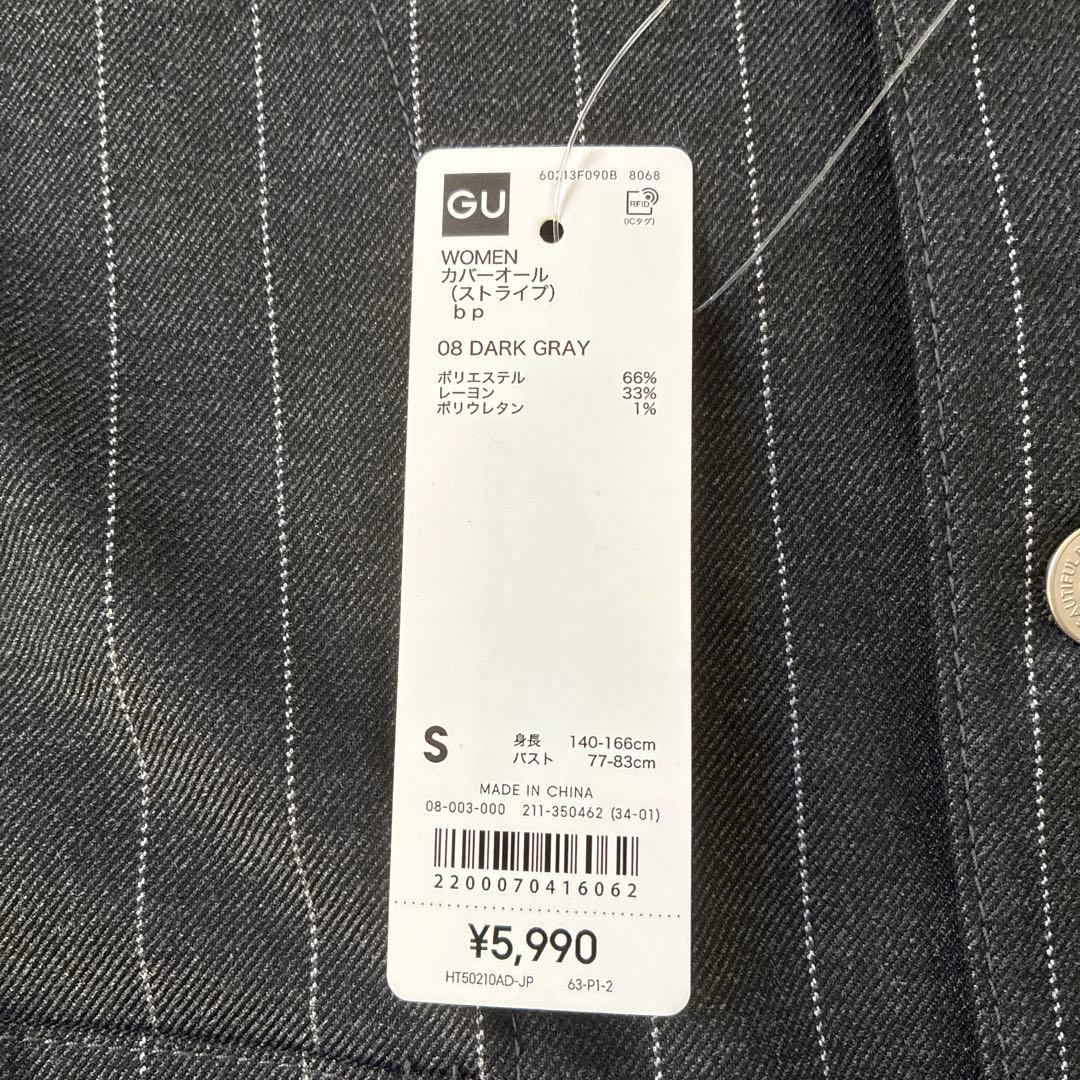 60213F090B 8068
GU
RFID
(ICタグ)
WOMEN
カバーオール
(ストライプ)
bp
08 DARK GRAY
ポリエステル 66%
レーヨン 33%
ポリウレタン 1%
S
身長 140-166cm
バスト 77-83cm
MADE IN CHINA
08-003-000 211-350462 (34-01)
2200070416062
¥5,990
HT50210AD-JP 63-P1-2